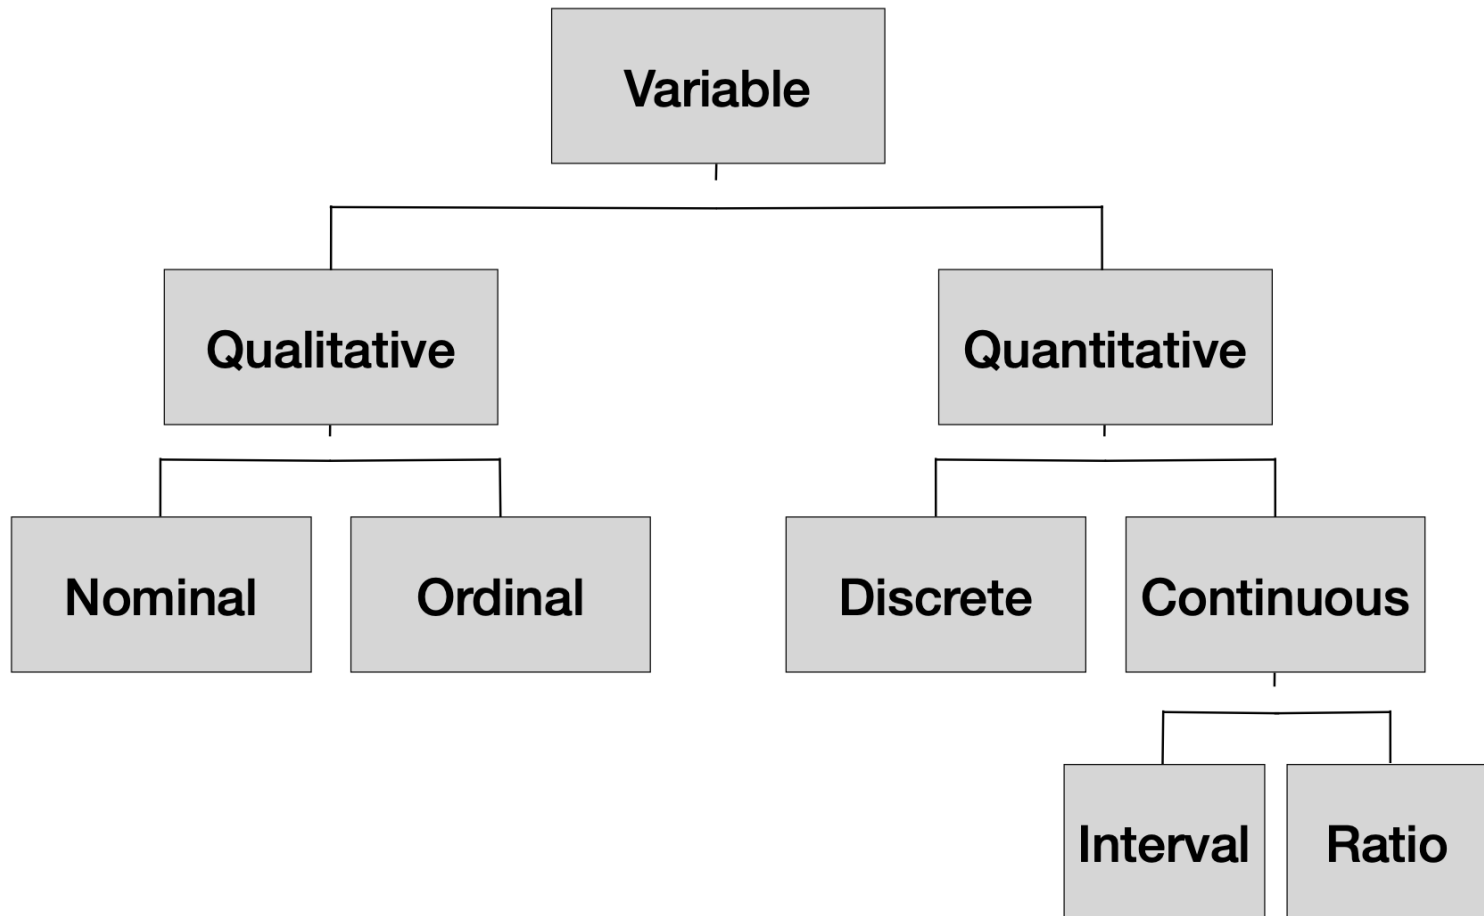 Variable
Qualitative
Quantitative
Nominal
Ordinal
Discrete
Continuous
Interval
Ratio